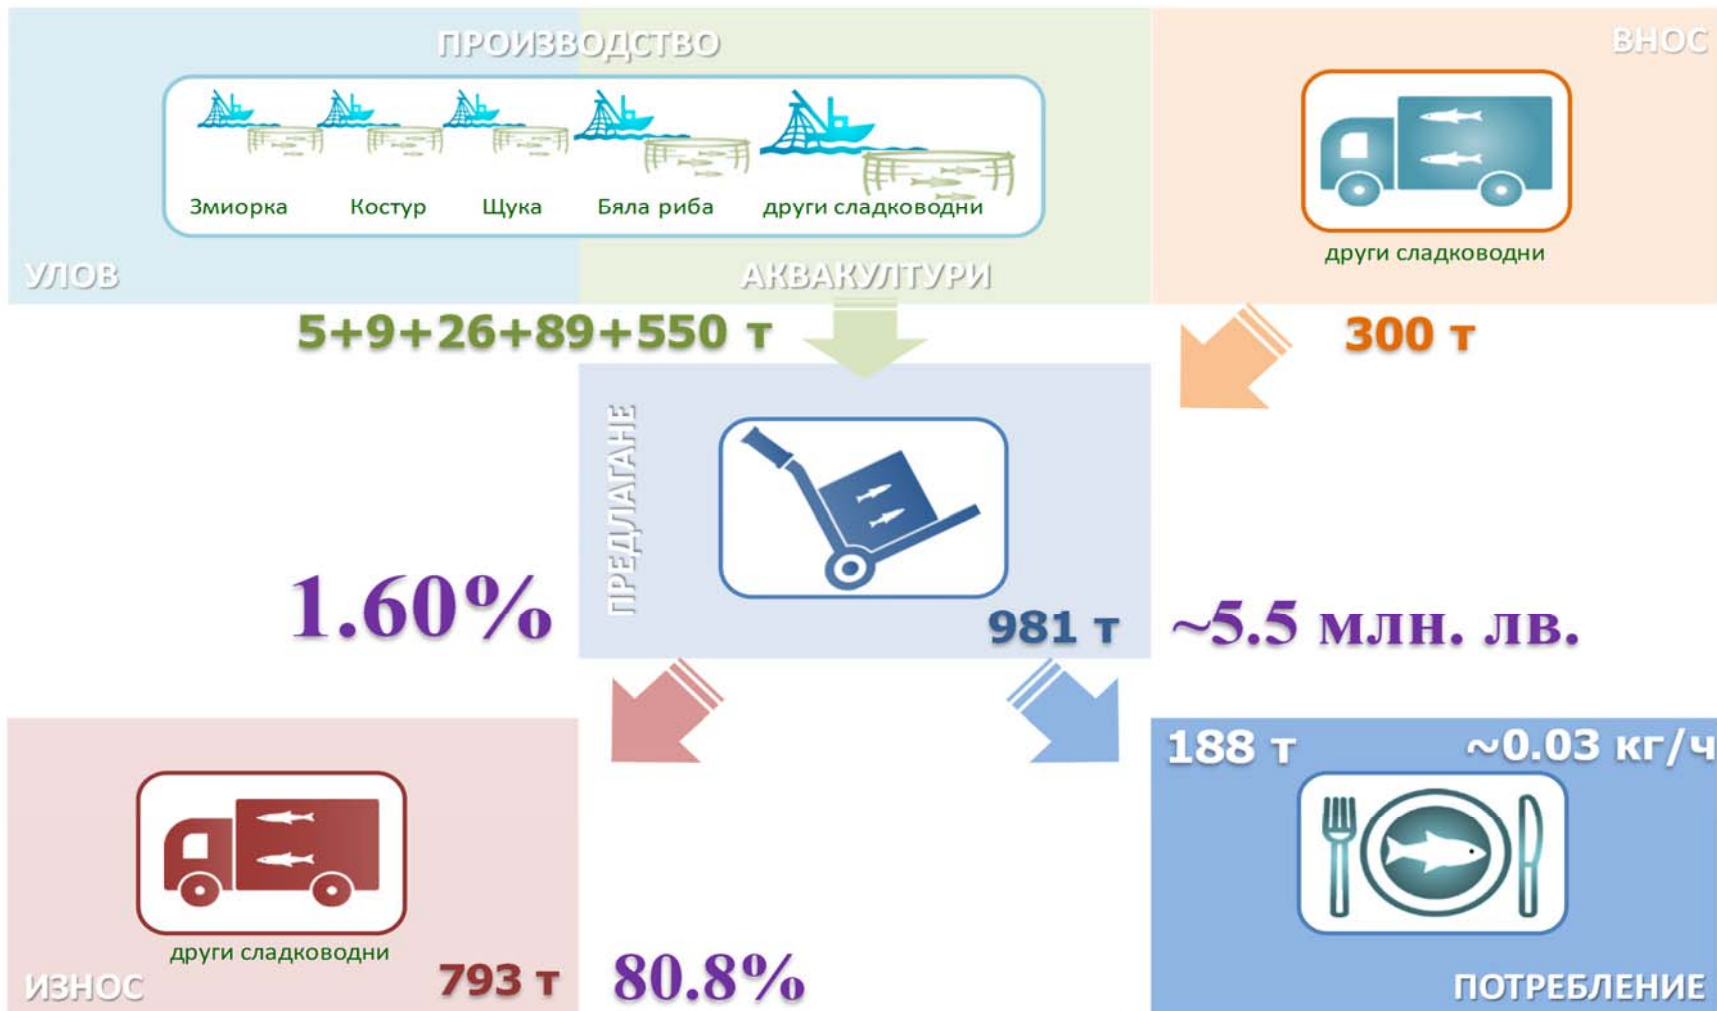 ПРОИЗВОДСТВО
ВНОС
Змиорка
Костур
Щука
Бяла риба
други сладководни
други сладководни
УЛОВ
АКВАКУЛТУРИ
5+9+26+89+550 т
300 т
ПРЕДЛАГАНЕ
1.60%
981 т
~5.5 млн. лв.
188 т
~0.03 кг/ч
други сладководни
ИЗНОС
793 т
80.8%
ПОТРЕБЛЕНИЕ